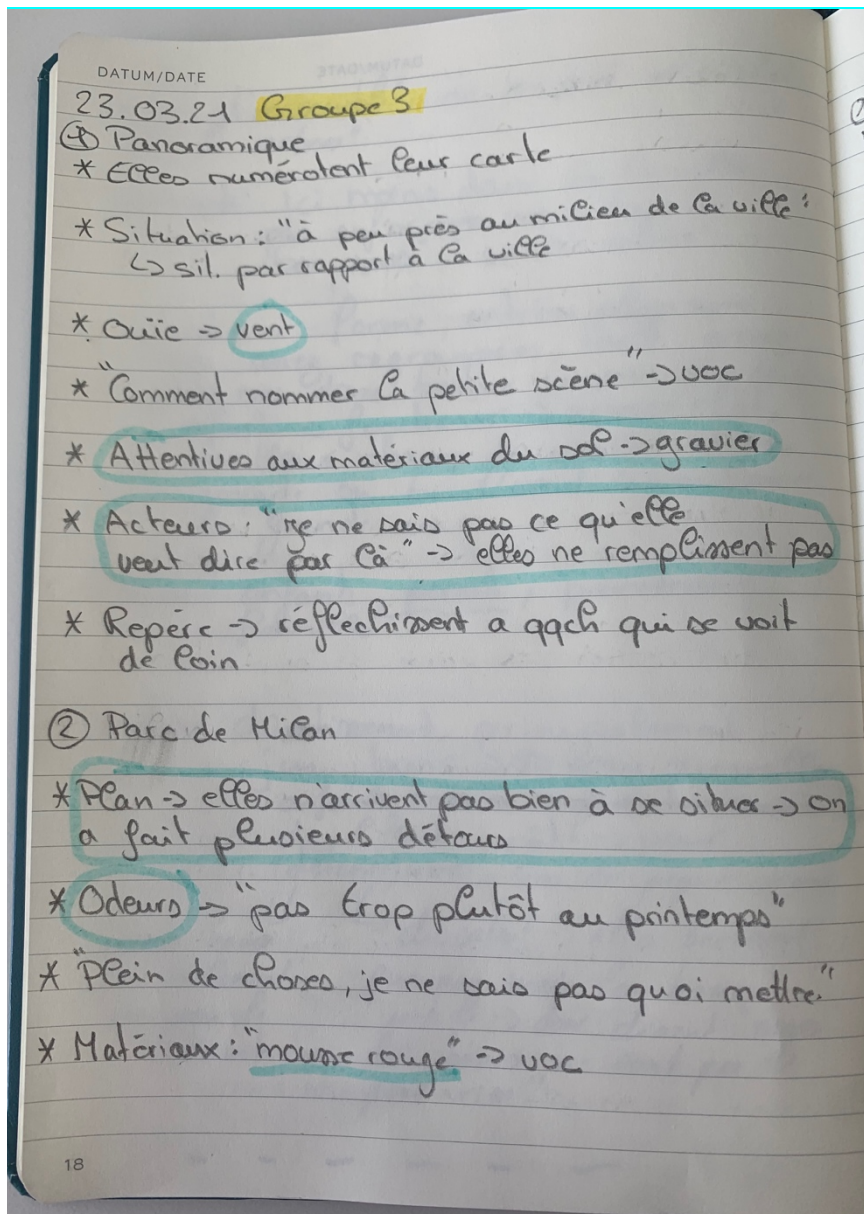 DATUM/DATE
23.03.21 Groupe 3
① Panoramique
* Elles numérotent leur carte
* Situation : "à peu près au milieu de la ville"
↳ sit. par rapport à la ville
* Ouïe → vent
* "Comment nommer la petite scène" → voc
* Attentives aux matériaux du sol → gravier
* Acteurs : "je ne sais pas ce qu'elle
veut dire par là" → elles ne remplissent pas
* Repère → réflechissent a qqch qui se voit
de loin
② Parc de Milan
* Plan → elles n'arrivent pas bien à se situer → on
a fait plusieurs détours
* Odeurs → "pas trop plutôt au printemps"
* "Plein de choses, je ne sais pas quoi mettre."
* Matériaux : "mousse rouge" → voc
18